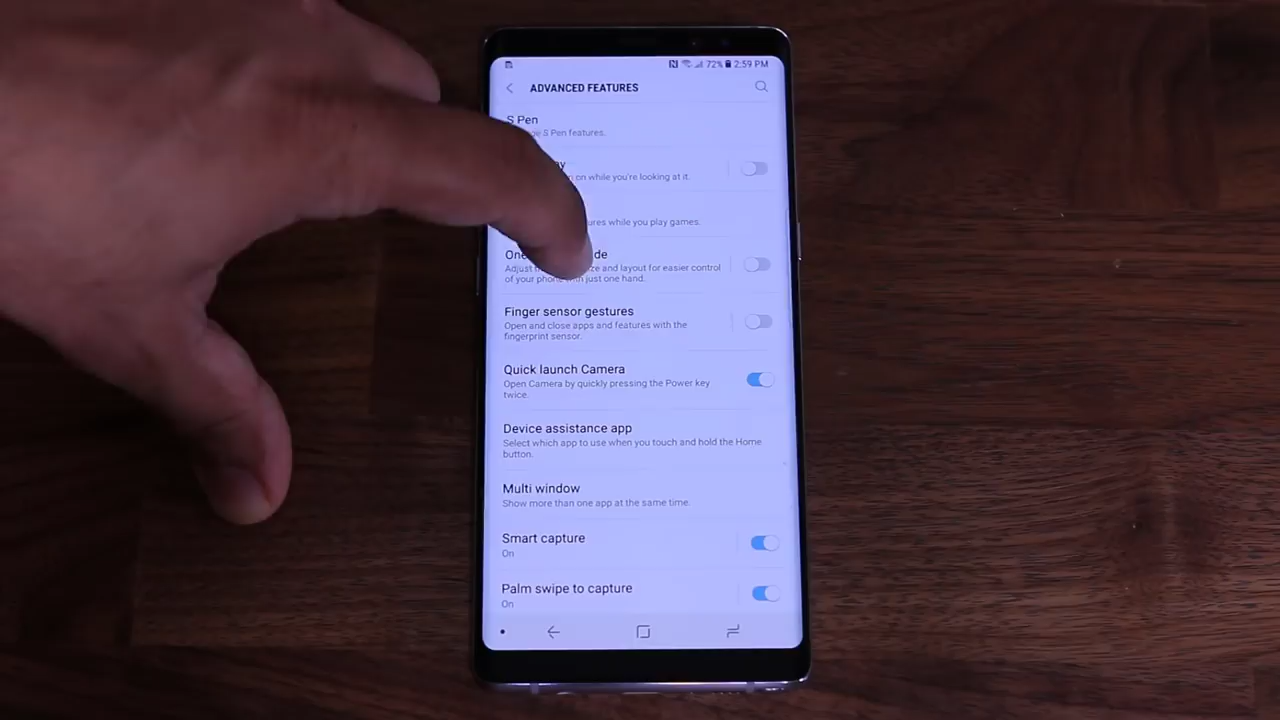 72% 2:59 PM
ADVANCED FEATURES
S Pen
S Pen features.
on while you're looking at it.
while you play games.
Adjust and layout for easier control
of your phone with just one hand.
Finger sensor gestures
Open and close apps and features with the
fingerprint sensor.
Quick launch Camera
Open Camera by quickly pressing the Power key
twice.
Device assistance app
Select which app to use when you touch and hold the Home
button.
Multi window
Show more than one app at the same time.
Smart capture
On
Palm swipe to capture
On